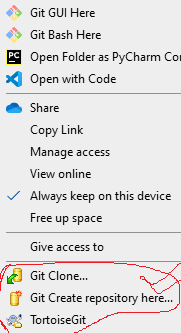 Git GUI Here
Git Bash Here
Open Folder as PyCharm Co
Open with Code
Share
Copy Link
Manage access
View online
Always keep on this device
Free up space
Give access to
Git Clone...
Git Create repository here...
TortoiseGit